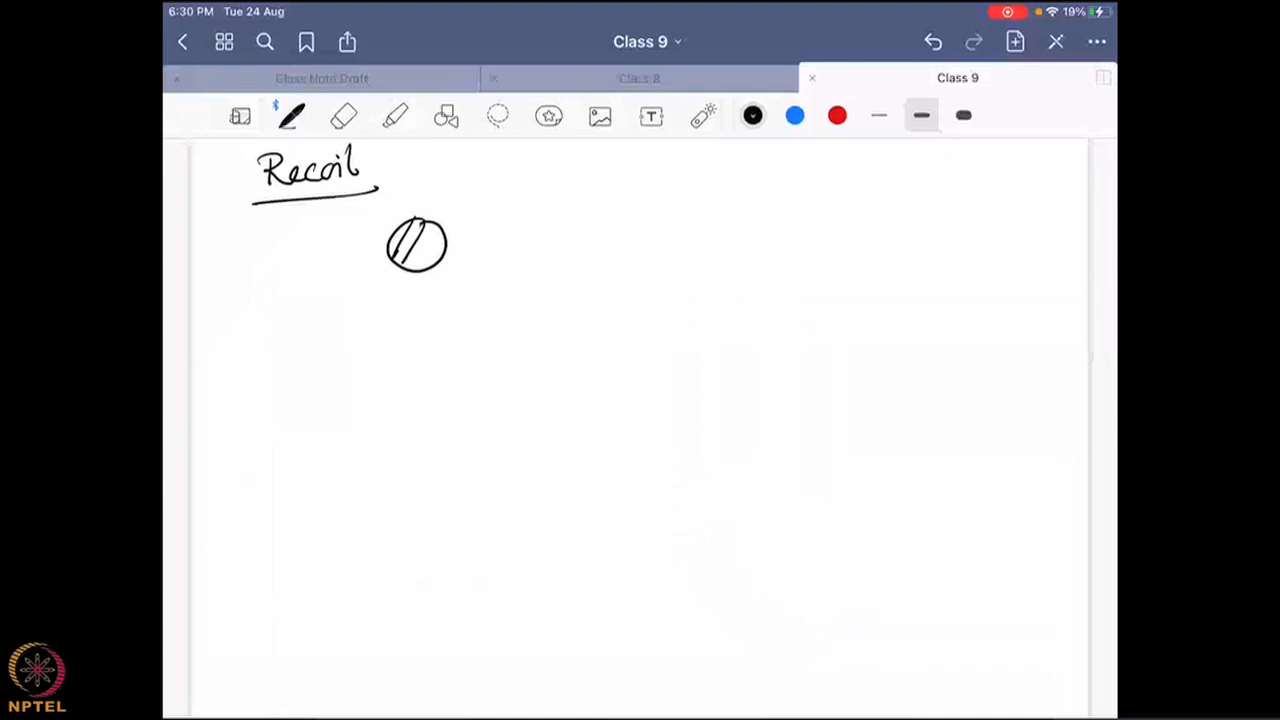 6:30 PM Tue 24 Aug 19%
Class 9
Class Note Draft Class 8 Class 9
T
Recoil
NPTEL